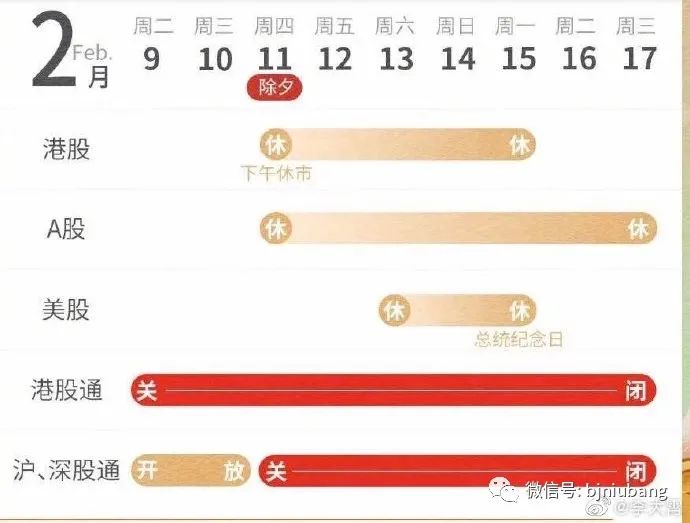 2月 Feb.
周二 周三 周四 周五 周六 周日 周一 周二 周三
9 10 11 12 13 14 15 16 17
除夕
港股 休 休
下午休市
A股 休 休
美股 休 休
总统纪念日
港股通 关 闭
沪、深股通 开 放 关 闭
微信号: bjniubang
@李大霄